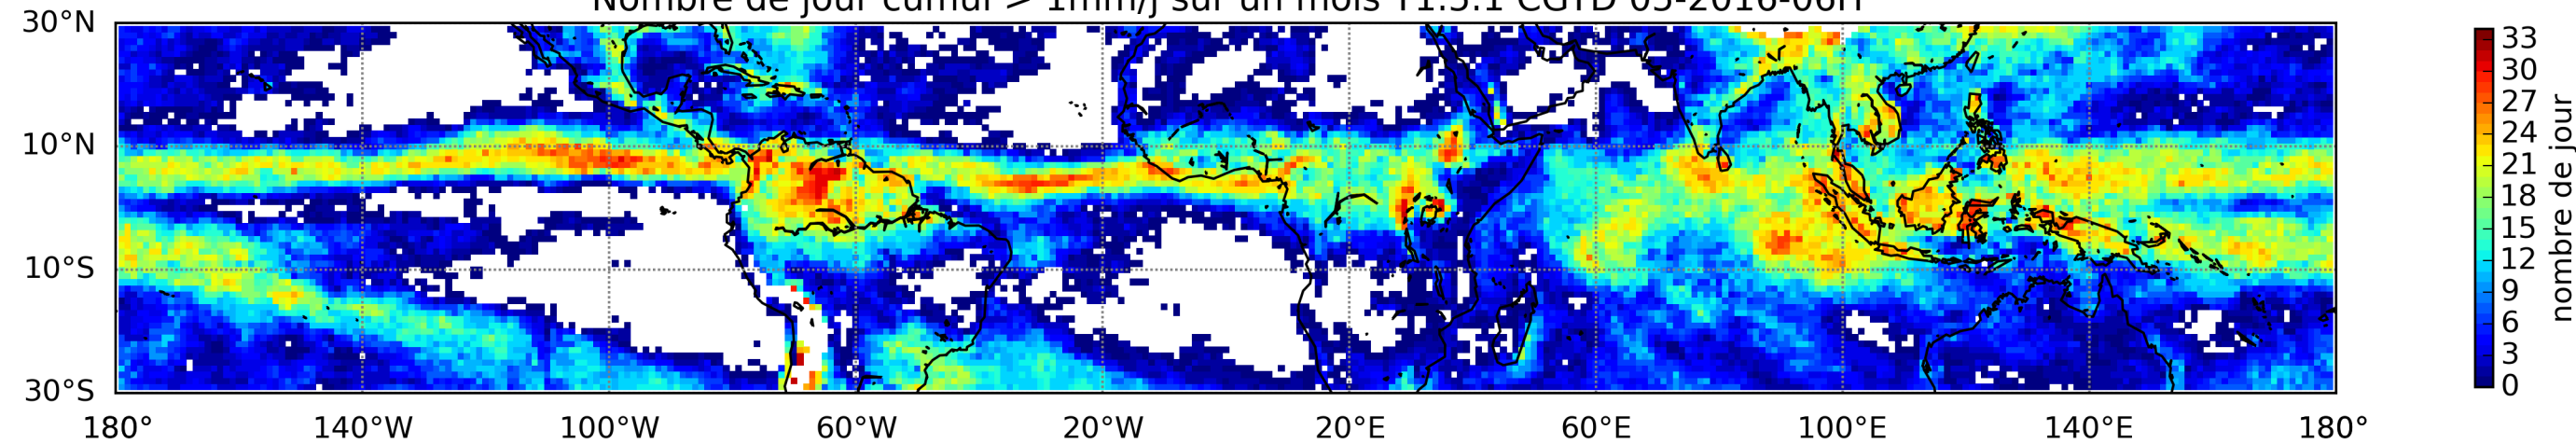 Nombre de jour cumul > 1mm/j sur un mois T1.5.1 CGTD 05-2016-06H
30°N
10°N
10°S
30°S
180° 140°W 100°W 60°W 20°W 20°E 60°E 100°E 140°E 180°
33
30
27
24
21
18
15
12
9
6
3
0
nombre de jour